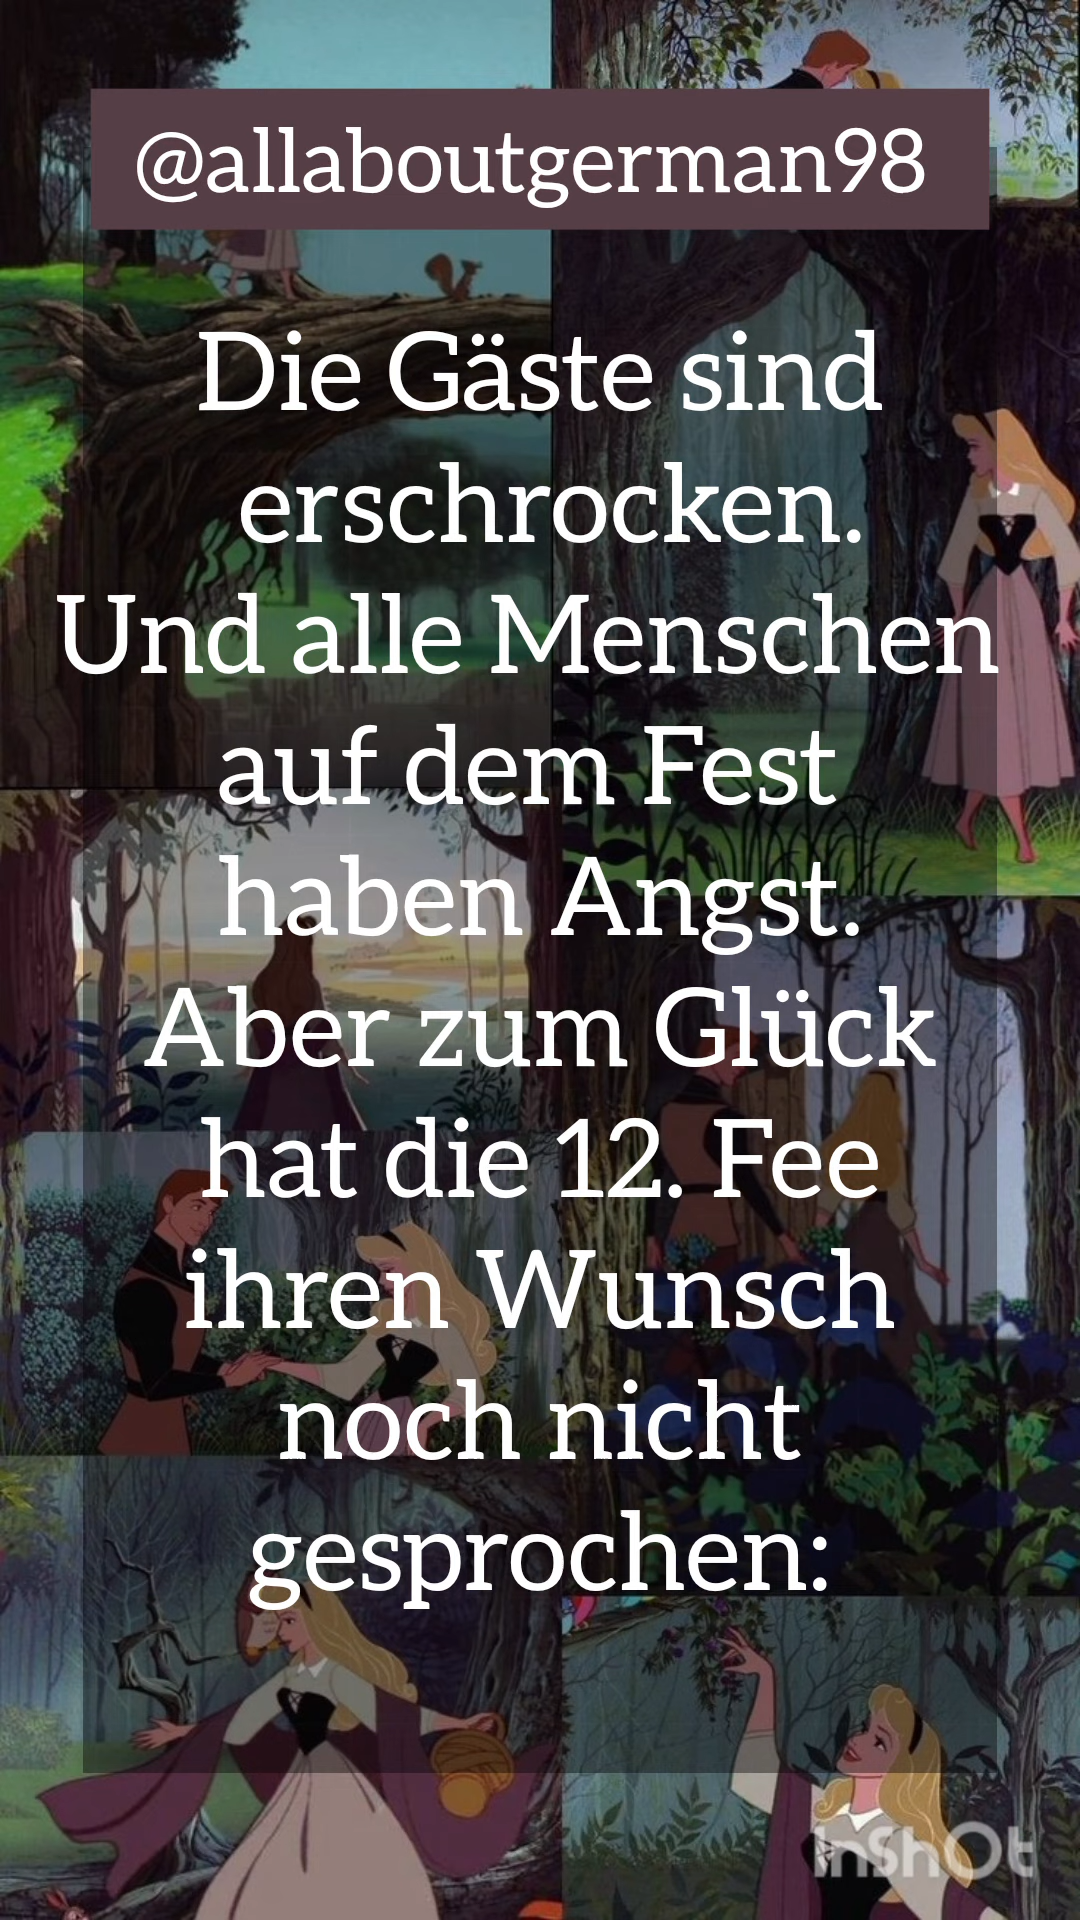 @allaboutgerman98
Die Gäste sind
erschrocken.
Und alle Menschen
auf dem Fest
haben Angst.
Aber zum Glück
hat die 12. Fee
ihren Wunsch
noch nicht
gesprochen:
InShOt